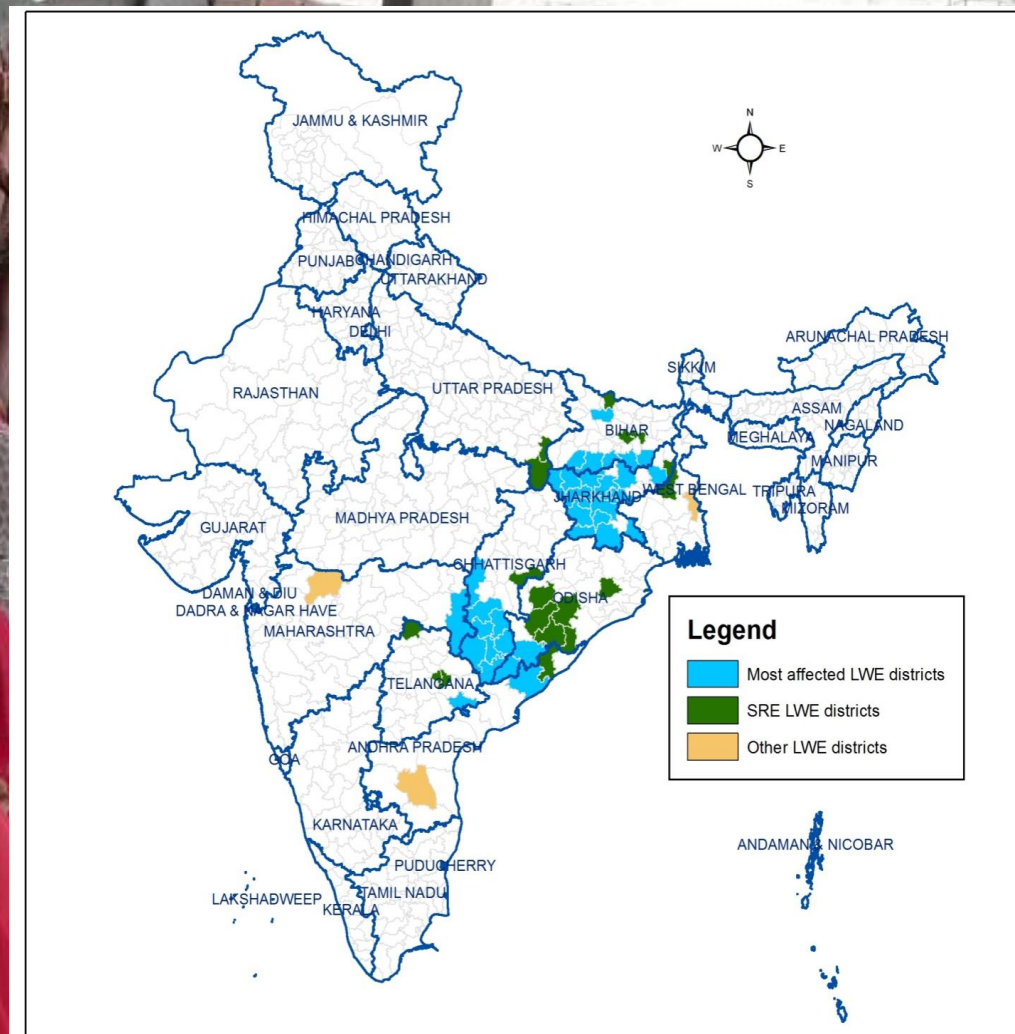 N
W E
S
JAMMU & KASHMIR
HIMACHAL PRADESH
PUNJAB
CHANDIGARH
UTTARAKHAND
HARYANA
DELHI
ARUNACHAL PRADESH
SIKKIM
RAJASTHAN
UTTAR PRADESH
ASSAM
NAGALAND
BIHAR
MEGHALAYA
MANIPUR
JHARKHAND
WEST BENGAL
TRIPURA
MIZORAM
GUJARAT
MADHYA PRADESH
CHHATTISGARH
DAMAN & DIU
ODISHA
DADRA & NAGAR HAVE
MAHARASHTRA
TELANGANA
ANDHRA PRADESH
GOA
KARNATAKA
PUDUCHERRY
LAKSHADWEEP
TAMIL NADU
KERALA
ANDAMAN & NICOBAR
Legend
Most affected LWE districts
SRE LWE districts
Other LWE districts